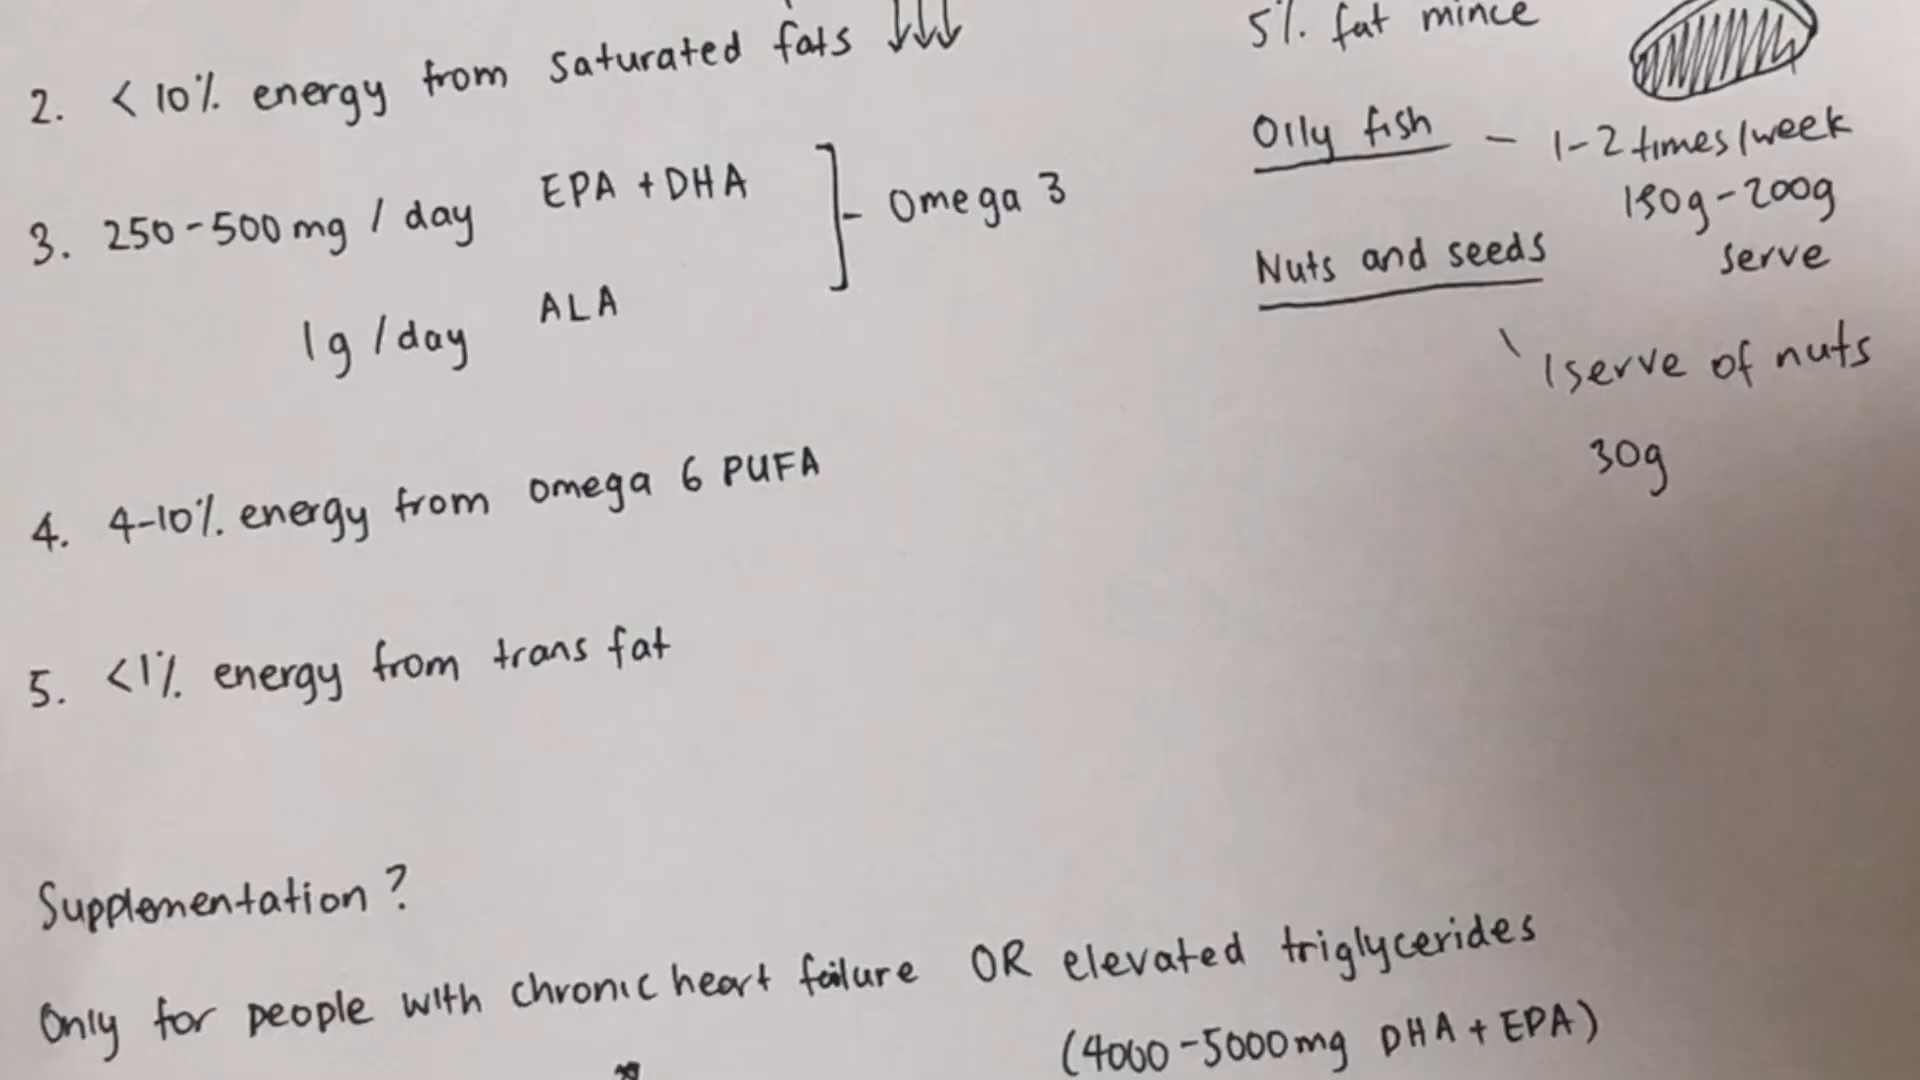 2. < 10% energy from saturated fats ↓↓↓
3. 250-500mg / day EPA + DHA
1g / day ALA
Omega 3
4. 4-10% energy from omega 6 PUFA
5. <1% energy from trans fat
Supplementation?
Only for people with chronic heart failure OR elevated triglycerides
(4000-5000mg DHA + EPA)
5% fat mince
Oily fish - 1-2 times/week
150g-200g
serve
Nuts and seeds
1 serve of nuts
30g